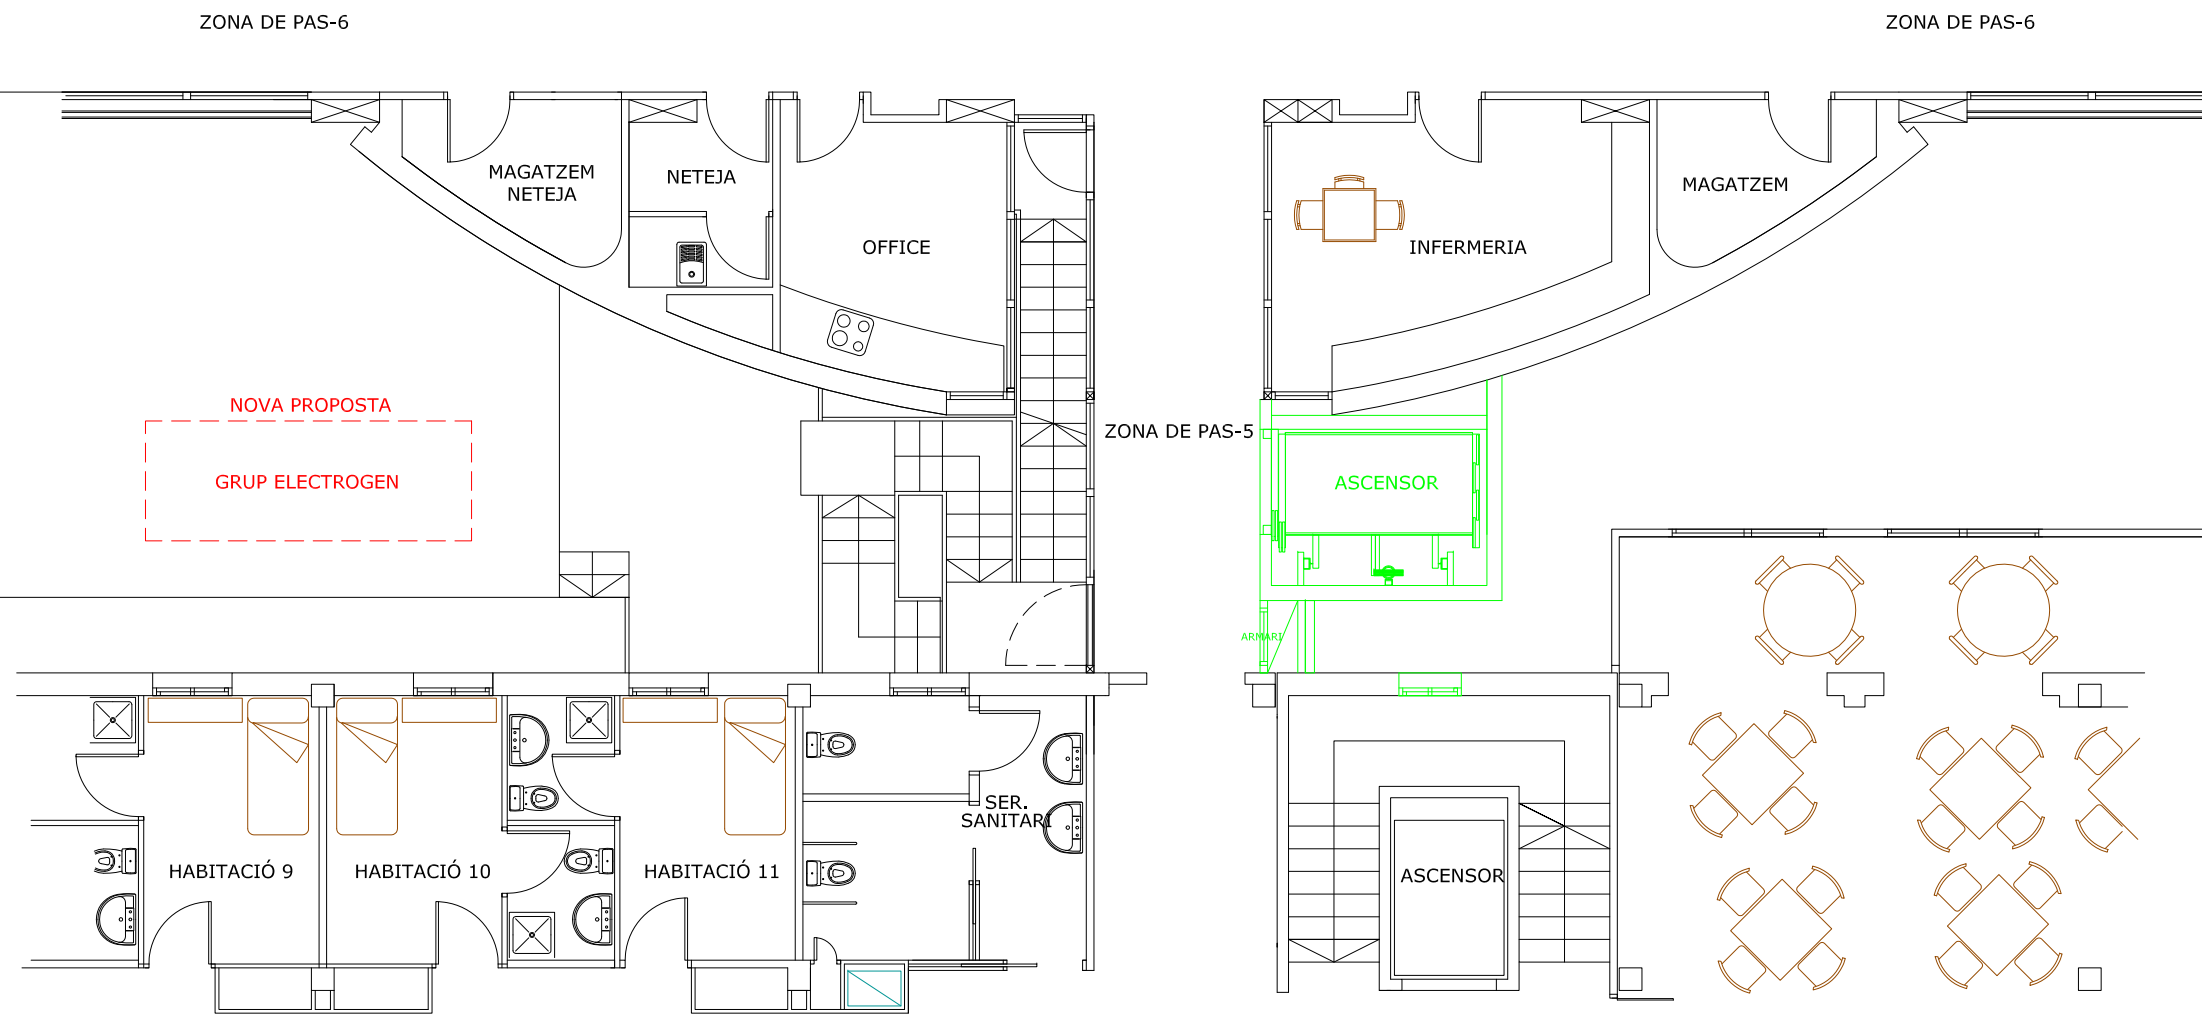 ZONA DE PAS-6
ZONA DE PAS-6
MAGATZEM
NETEJA
NETEJA
OFFICE
INFERMERIA
MAGATZEM
NOVA PROPOSTA
GRUP ELECTROGEN
ZONA DE PAS-5
ASCENSOR
ARMARI
SER.
SANITARI
HABITACIÓ 9
HABITACIÓ 10
HABITACIÓ 11
ASCENSOR